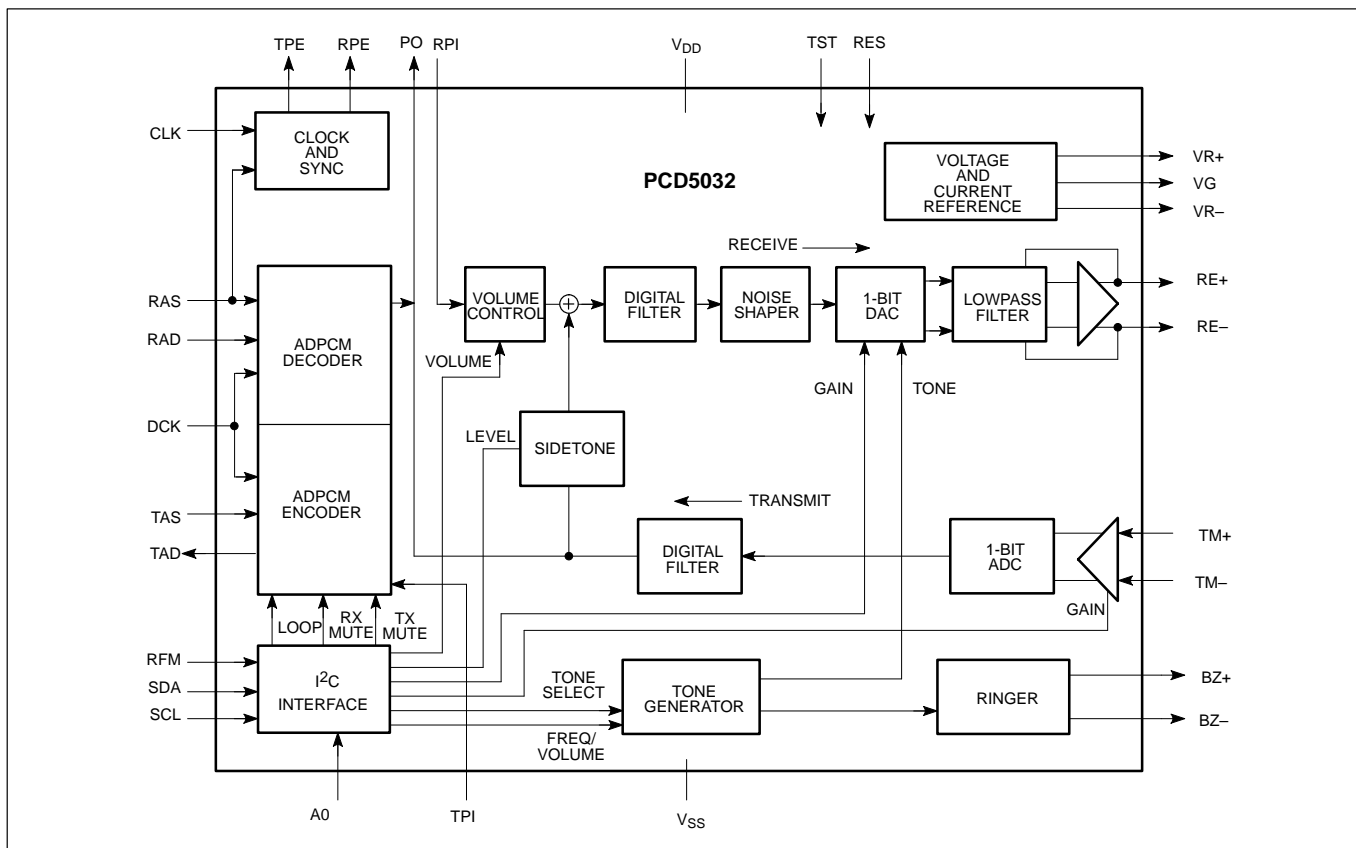 TPE
RPE
PO
RPI
VDD
TST
RES
CLK
CLOCK
AND
SYNC
PCD5032
VOLTAGE
AND
CURRENT
REFERENCE
VR+
VG
VR–
RECEIVE
RAS
RAD
ADPCM
DECODER
VOLUME
CONTROL
DIGITAL
FILTER
NOISE
SHAPER
1-BIT
DAC
LOWPASS
FILTER
RE+
RE–
VOLUME
GAIN
TONE
DCK
LEVEL
SIDETONE
ADPCM
ENCODER
TAS
TAD
TRANSMIT
DIGITAL
FILTER
1-BIT
ADC
TM+
TM–
GAIN
LOOP
RX
MUTE
TX
MUTE
RFM
SDA
SCL
I2C
INTERFACE
TONE
SELECT
FREQ/
VOLUME
TONE
GENERATOR
RINGER
BZ+
BZ–
A0
TPI
VSS